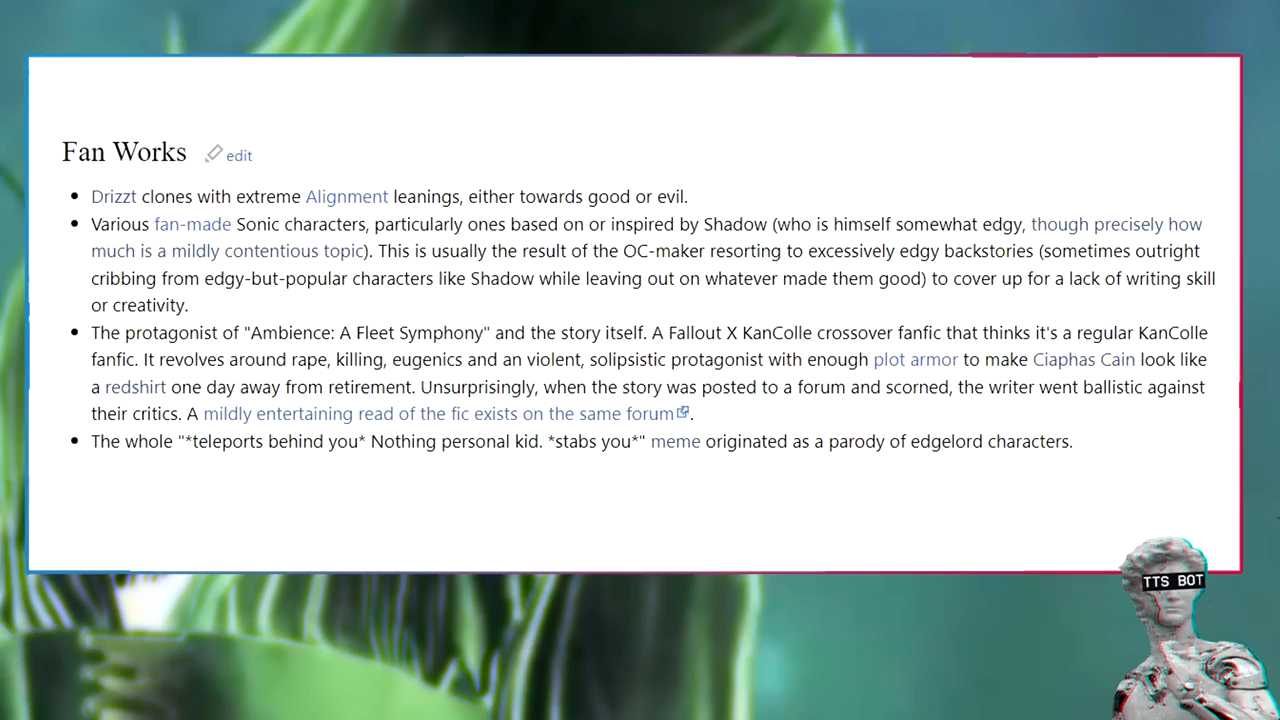 Fan Works edit
Drizzt clones with extreme Alignment leanings, either towards good or evil.
Various fan-made Sonic characters, particularly ones based on or inspired by Shadow (who is himself somewhat edgy, though precisely how
much is a mildly contentious topic). This is usually the result of the OC-maker resorting to excessively edgy backstories (sometimes outright
cribbing from edgy-but-popular characters like Shadow while leaving out on whatever made them good) to cover up for a lack of writing skill
or creativity.
The protagonist of "Ambience: A Fleet Symphony" and the story itself. A Fallout X KanColle crossover fanfic that thinks it's a regular KanColle
fanfic. It revolves around rape, killing, eugenics and an violent, solipsistic protagonist with enough plot armor to make Ciaphas Cain look like
a redshirt one day away from retirement. Unsurprisingly, when the story was posted to a forum and scorned, the writer went ballistic against
their critics. A mildly entertaining read of the fic exists on the same forum.
The whole "*teleports behind you* Nothing personal kid. *stabs you*" meme originated as a parody of edgelord characters.
TTS BOT